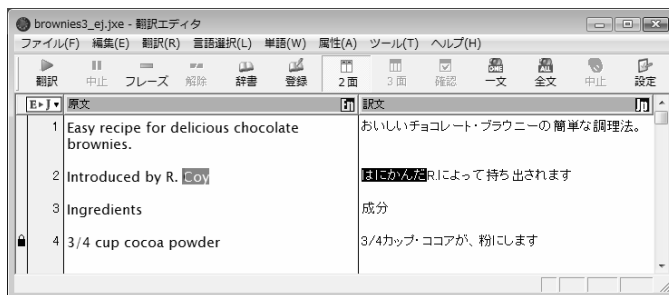 brownies3_ej.jxe - 翻訳エディタ
ファイル(F) 編集(E) 翻訳(R) 言語選択(L) 単語(W) 属性(A) ツール(T) ヘルプ(H)
翻訳 中止 フレーズ 解除 辞書 登録 2面 3面 確認 一文 全文 中止 設定
E▸J▾ 原文 訳文
1 Easy recipe for delicious chocolate brownies. おいしいチョコレート・ブラウニーの簡単な調理法。
2 Introduced by R. Coy はにかんだR.によって持ち出されます
3 Ingredients 成分
4 3/4 cup cocoa powder 3/4カップ・ココアが、粉にします